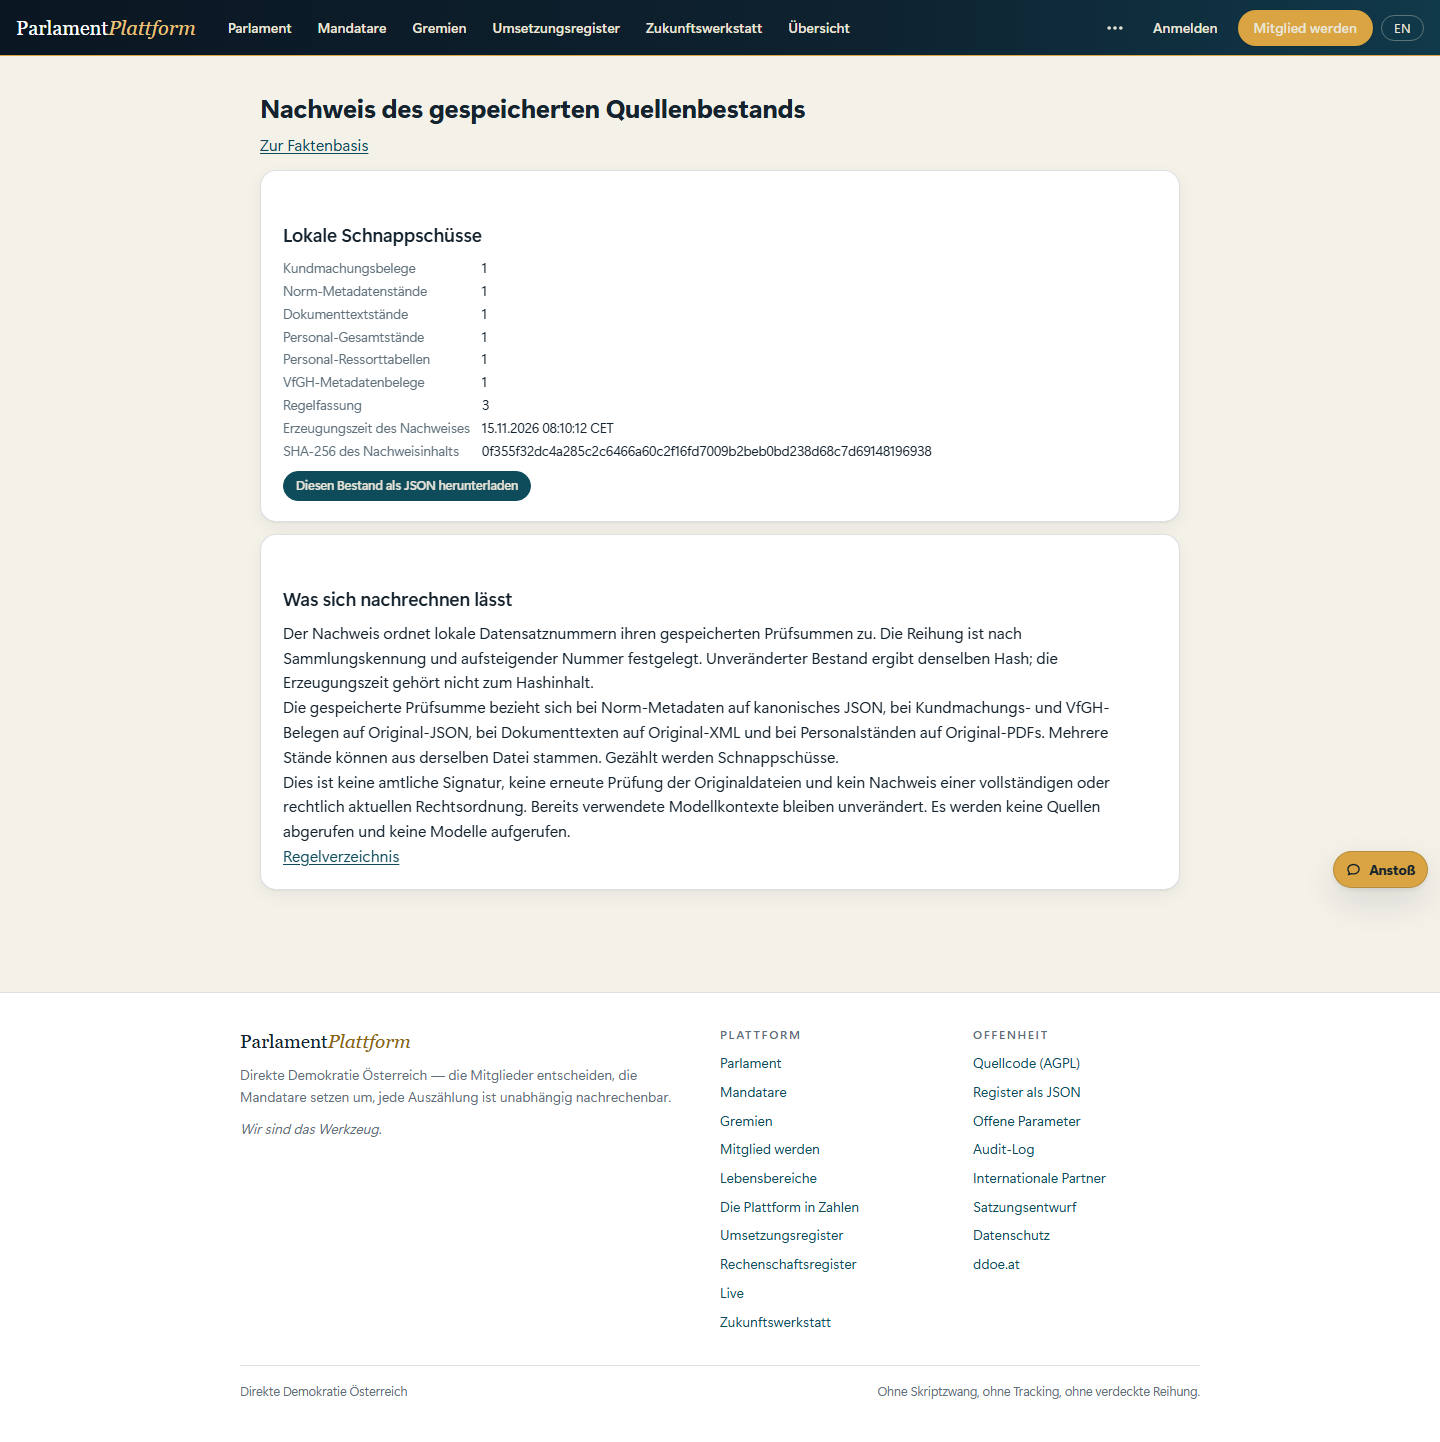 ParlamentPlattform
Parlament
Mandatare
Gremien
Umsetzungsregister
Zukunftswerkstatt
Übersicht
Anmelden
Mitglied werden
EN
Nachweis des gespeicherten Quellenbestands
Zur Faktenbasis
Lokale Schnappschüsse
Kundmachungsbelege 1
Norm-Metadatenstände 1
Dokumenttextstände 1
Personal-Gesamtstände 1
Personal-Ressorttabellen 1
VfGH-Metadatenbelege 1
Regelfassung 3
Erzeugungszeit des Nachweises 15.11.2026 08:10:12 CET
SHA-256 des Nachweisinhalts 0f355f32dc4a285c2c6466a60c2f16fd7009b2beb0bd238d68c7d69148196938
Diesen Bestand als JSON herunterladen
Was sich nachrechnen lässt
Der Nachweis ordnet lokale Datensatznummern ihren gespeicherten Prüfsummen zu. Die Reihung ist nach
Sammlungskennung und aufsteigender Nummer festgelegt. Unveränderter Bestand ergibt denselben Hash; die
Erzeugungszeit gehört nicht zum Hashinhalt.
Die gespeicherte Prüfsumme bezieht sich bei Norm-Metadaten auf kanonisches JSON, bei Kundmachungs- und VfGH-
Belegen auf Original-JSON, bei Dokumenttexten auf Original-XML und bei Personalständen auf Original-PDFs. Mehrere
Stände können aus derselben Datei stammen. Gezählt werden Schnappschüsse.
Dies ist keine amtliche Signatur, keine erneute Prüfung der Originaldateien und kein Nachweis einer vollständigen oder
rechtlich aktuellen Rechtsordnung. Bereits verwendete Modellkontexte bleiben unverändert. Es werden keine Quellen
abgerufen und keine Modelle aufgerufen.
Regelverzeichnis
Anstoß
ParlamentPlattform
Direkte Demokratie Österreich — die Mitglieder entscheiden, die
Mandatare setzen um, jede Auszählung ist unabhängig nachrechenbar.
Wir sind das Werkzeug.
PLATTFORM
Parlament
Mandatare
Gremien
Mitglied werden
Lebensbereiche
Die Plattform in Zahlen
Umsetzungsregister
Rechenschaftsregister
Live
Zukunftswerkstatt
OFFENHEIT
Quellcode (AGPL)
Register als JSON
Offene Parameter
Audit-Log
Internationale Partner
Satzungsentwurf
Datenschutz
ddoe.at
Direkte Demokratie Österreich
Ohne Skriptzwang, ohne Tracking, ohne verdeckte Reihung.